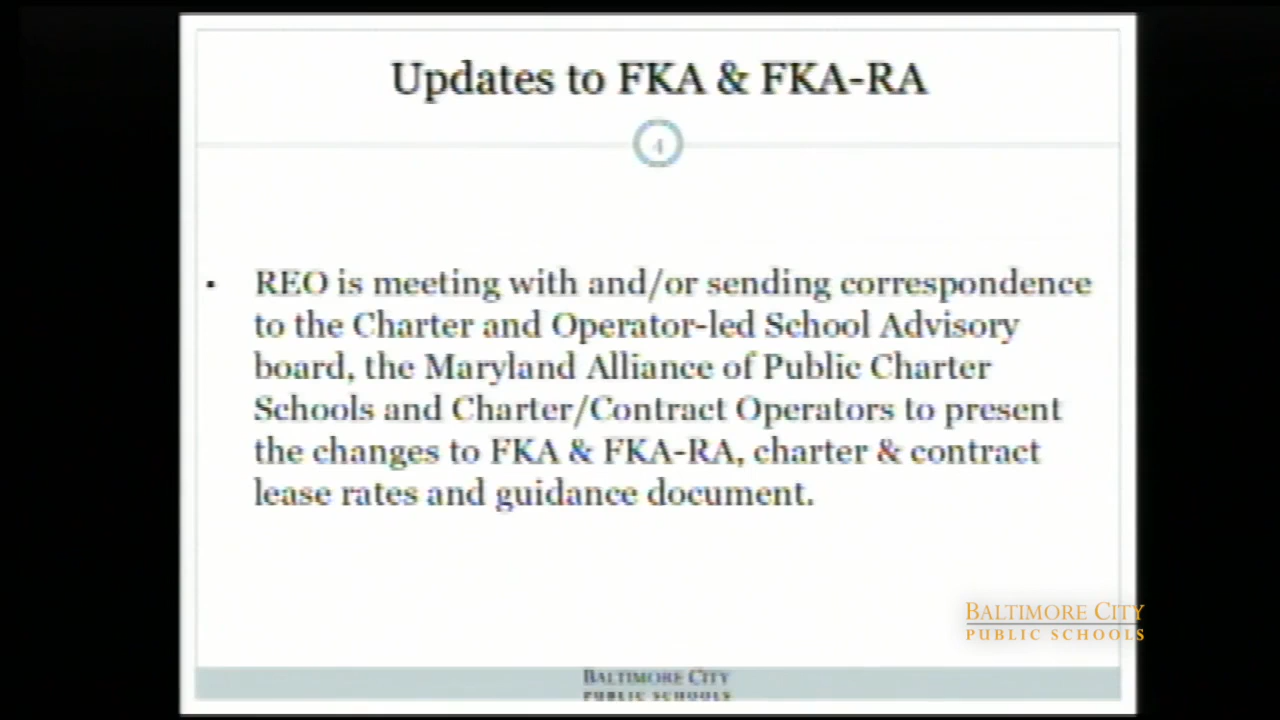 Updates to FKA & FKA-RA
4
▪ REO is meeting with and/or sending correspondence
to the Charter and Operator-led School Advisory
board, the Maryland Alliance of Public Charter
Schools and Charter/Contract Operators to present
the changes to FKA & FKA-RA, charter & contract
lease rates and guidance document.
BALTIMORE CITY
PUBLIC SCHOOLS
BALTIMORE CITY
PUBLIC SCHOOLS